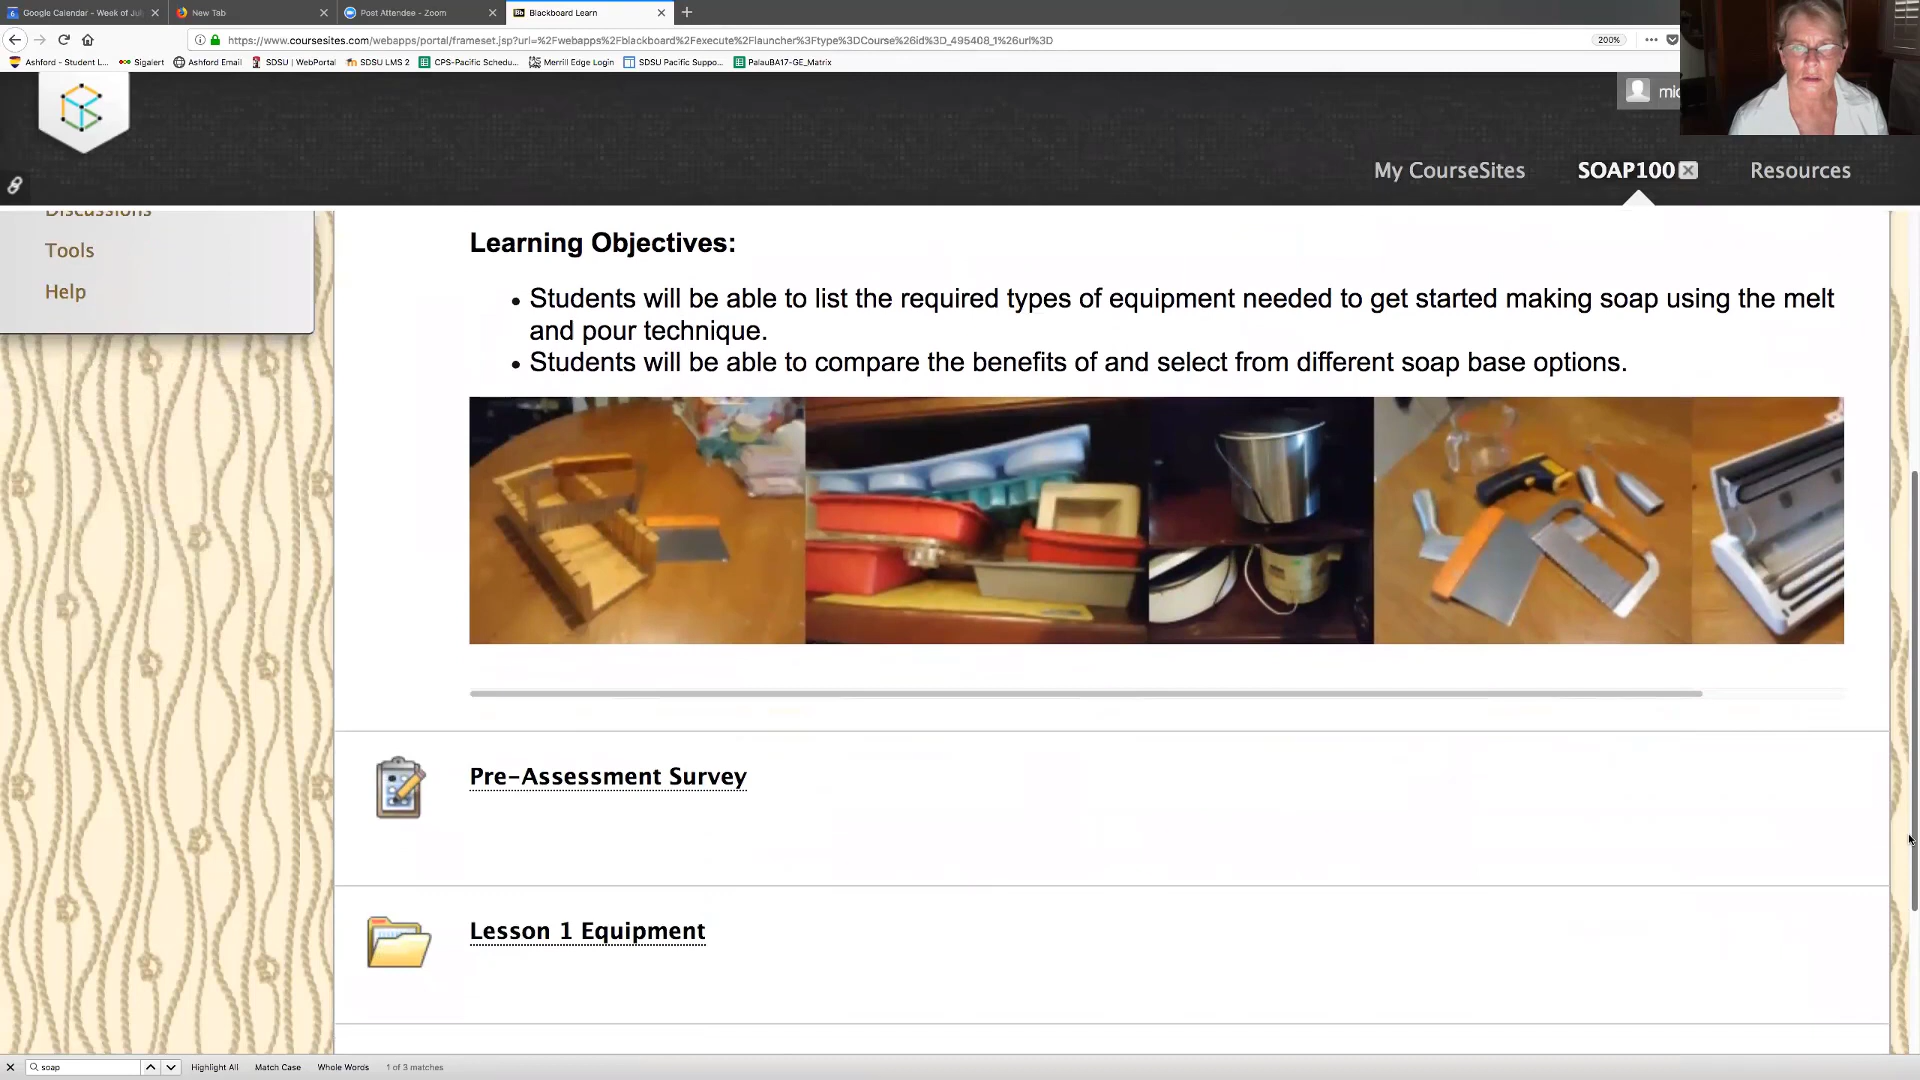 Google Calendar - Week of Jul
New Tab
Post Attendee - Zoom
Bb Blackboard Learn
https://www.coursesites.com/webapps/portal/frameset.jsp?url=%2Fwebapps%2Fblackboard%2Fexecute%2Flauncher%3Ftype%3DCourse%26id%3D_495408_1%26url%3D
200%
Ashford - Student L...
Sigalert
Ashford Email
SDSU | WebPortal
SDSU LMS 2
CPS-Pacific Schedu...
Merrill Edge Login
SDSU Pacific Suppo...
PalauBA17-GE_Matrix
mic
My CourseSites
SOAP100
Resources
Discussions
Tools
Help
Learning Objectives:
• Students will be able to list the required types of equipment needed to get started making soap using the melt
and pour technique.
• Students will be able to compare the benefits of and select from different soap base options.
Pre-Assessment Survey
Lesson 1 Equipment
soap
Highlight All
Match Case
Whole Words
1 of 3 matches